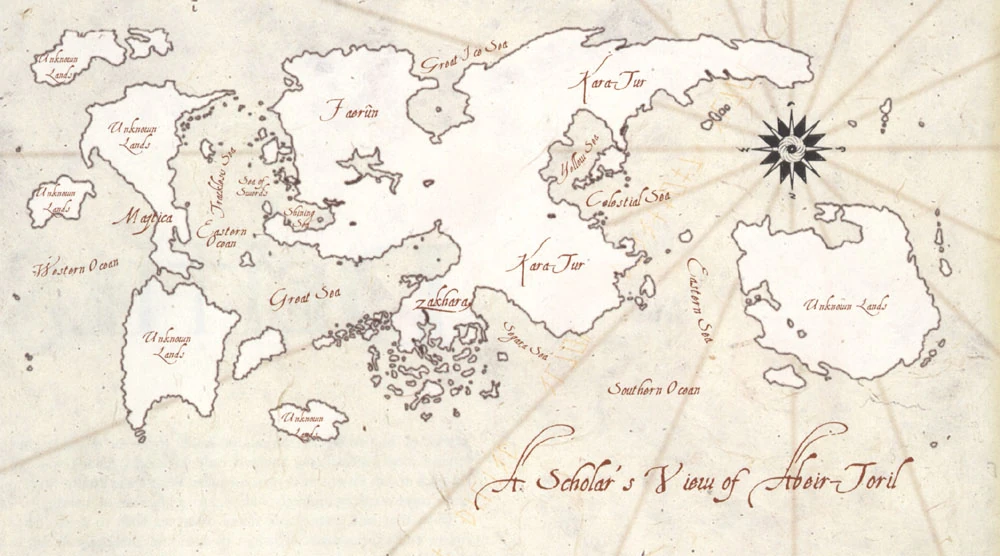 Unknown
Lands
Great Ice Sea
Kara-Tur
Faerûn
Unknown
Lands
Trackless Sea
Sea of
Swords
Yellow Sea
Unknown
Lands
Maztica
Shining
Sea
Celestial Sea
Eastern
Ocean
Western Ocean
Kara-Tur
Great Sea
Zakhara
Eastern Sea
Unknown Lands
Unknown
Lands
Segara Sea
Southern Ocean
Unknown
Lands
A Scholar's View of Abeir-Toril